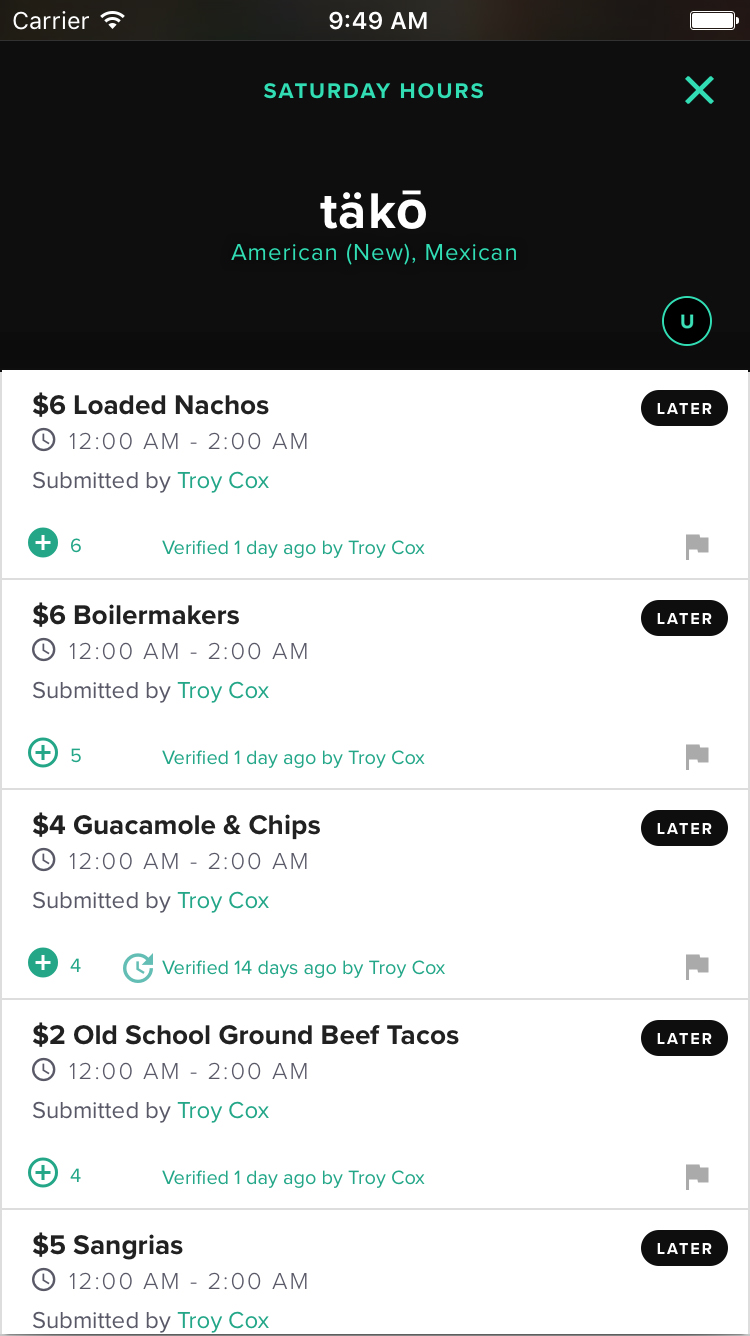 Carrier 9:49 AM
SATURDAY HOURS
täkō
American (New), Mexican
U
$6 Loaded Nachos LATER
12:00 AM - 2:00 AM
Submitted by Troy Cox
6 Verified 1 day ago by Troy Cox
$6 Boilermakers LATER
12:00 AM - 2:00 AM
Submitted by Troy Cox
5 Verified 1 day ago by Troy Cox
$4 Guacamole & Chips LATER
12:00 AM - 2:00 AM
Submitted by Troy Cox
4 Verified 14 days ago by Troy Cox
$2 Old School Ground Beef Tacos LATER
12:00 AM - 2:00 AM
Submitted by Troy Cox
4 Verified 1 day ago by Troy Cox
$5 Sangrias LATER
12:00 AM - 2:00 AM
Submitted by Troy Cox